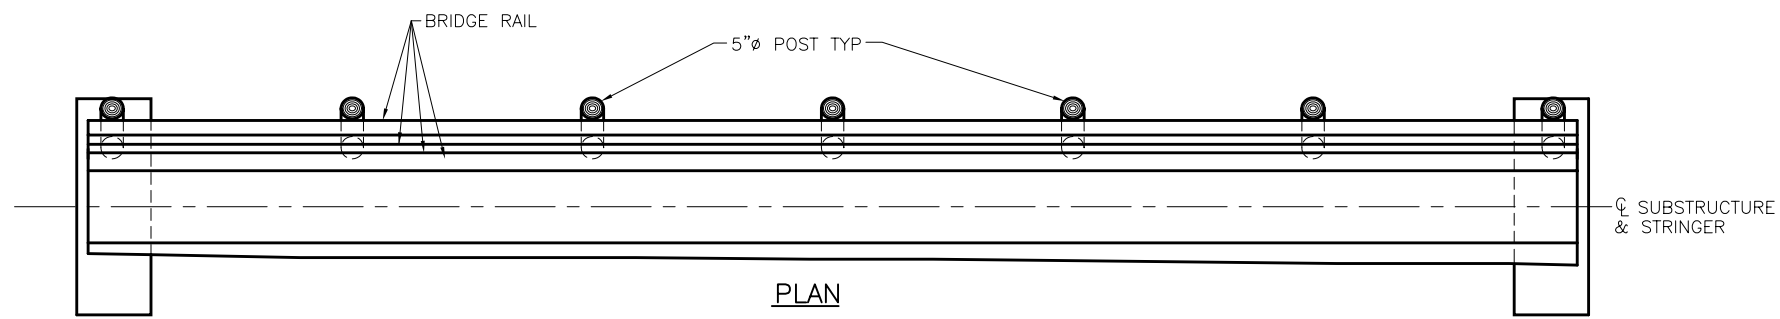 BRIDGE RAIL
5”ø POST TYP
℄ SUBSTRUCTURE
& STRINGER
PLAN